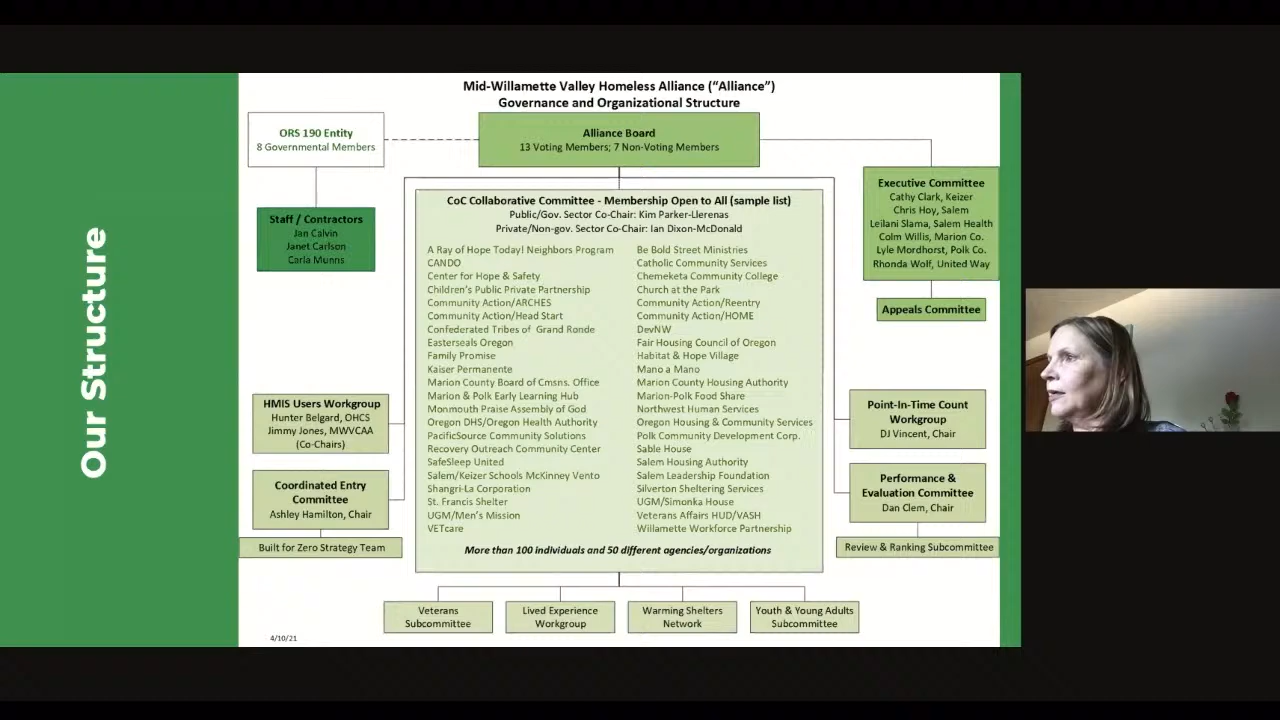 Our Structure
Mid-Willamette Valley Homeless Alliance (“Alliance”)
Governance and Organizational Structure
ORS 190 Entity
8 Governmental Members
Alliance Board
13 Voting Members; 7 Non-Voting Members
Staff / Contractors
Jan Calvin
Janet Carlson
Carla Munns
Executive Committee
Cathy Clark, Keizer
Chris Hoy, Salem
Leilani Slama, Salem Health
Colm Willis, Marion Co.
Lyle Mordhorst, Polk Co.
Rhonda Wolf, United Way
Appeals Committee
CoC Collaborative Committee - Membership Open to All (sample list)
Public/Gov. Sector Co-Chair: Kim Parker-Llerenas
Private/Non-gov. Sector Co-Chair: Ian Dixon-McDonald
A Ray of Hope Today! Neighbors Program
CANDO
Center for Hope & Safety
Children’s Public Private Partnership
Community Action/ARCHES
Community Action/Head Start
Confederated Tribes of Grand Ronde
Easterseals Oregon
Family Promise
Kaiser Permanente
Marion County Board of Cmsns. Office
Marion & Polk Early Learning Hub
Monmouth Praise Assembly of God
Oregon DHS/Oregon Health Authority
PacificSource Community Solutions
Recovery Outreach Community Center
SafeSleep United
Salem/Keizer Schools McKinney Vento
Shangri-La Corporation
St. Francis Shelter
UGM/Men’s Mission
VETcare
Be Bold Street Ministries
Catholic Community Services
Chemeketa Community College
Church at the Park
Community Action/Reentry
Community Action/HOME
DevNW
Fair Housing Council of Oregon
Habitat & Hope Village
Mano a Mano
Marion County Housing Authority
Marion-Polk Food Share
Northwest Human Services
Oregon Housing & Community Services
Polk Community Development Corp.
Sable House
Salem Housing Authority
Salem Leadership Foundation
Silverton Sheltering Services
UGM/Simonka House
Veterans Affairs HUD/VASH
Willamette Workforce Partnership
More than 100 individuals and 50 different agencies/organizations
HMIS Users Workgroup
Hunter Belgard, OHCS
Jimmy Jones, MWVCAA
(Co-Chairs)
Coordinated Entry
Committee
Ashley Hamilton, Chair
Built for Zero Strategy Team
Point-In-Time Count
Workgroup
DJ Vincent, Chair
Performance &
Evaluation Committee
Dan Clem, Chair
Review & Ranking Subcommittee
Veterans
Subcommittee
Lived Experience
Workgroup
Warming Shelters
Network
Youth & Young Adults
Subcommittee
4/10/21